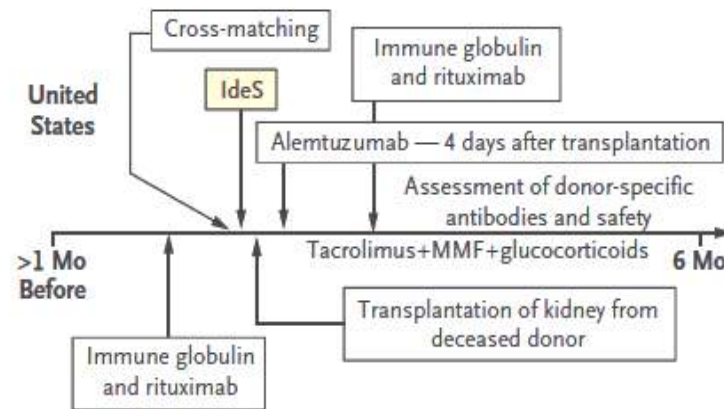 Cross-matching
Immune globulin
and rituximab
IdeS
United
States
Alemtuzumab — 4 days after transplantation
Assessment of donor-specific
antibodies and safety
Tacrolimus+MMF+glucocorticoids
>1 Mo
Before
6 Mo
Transplantation of kidney from
deceased donor
Immune globulin
and rituximab